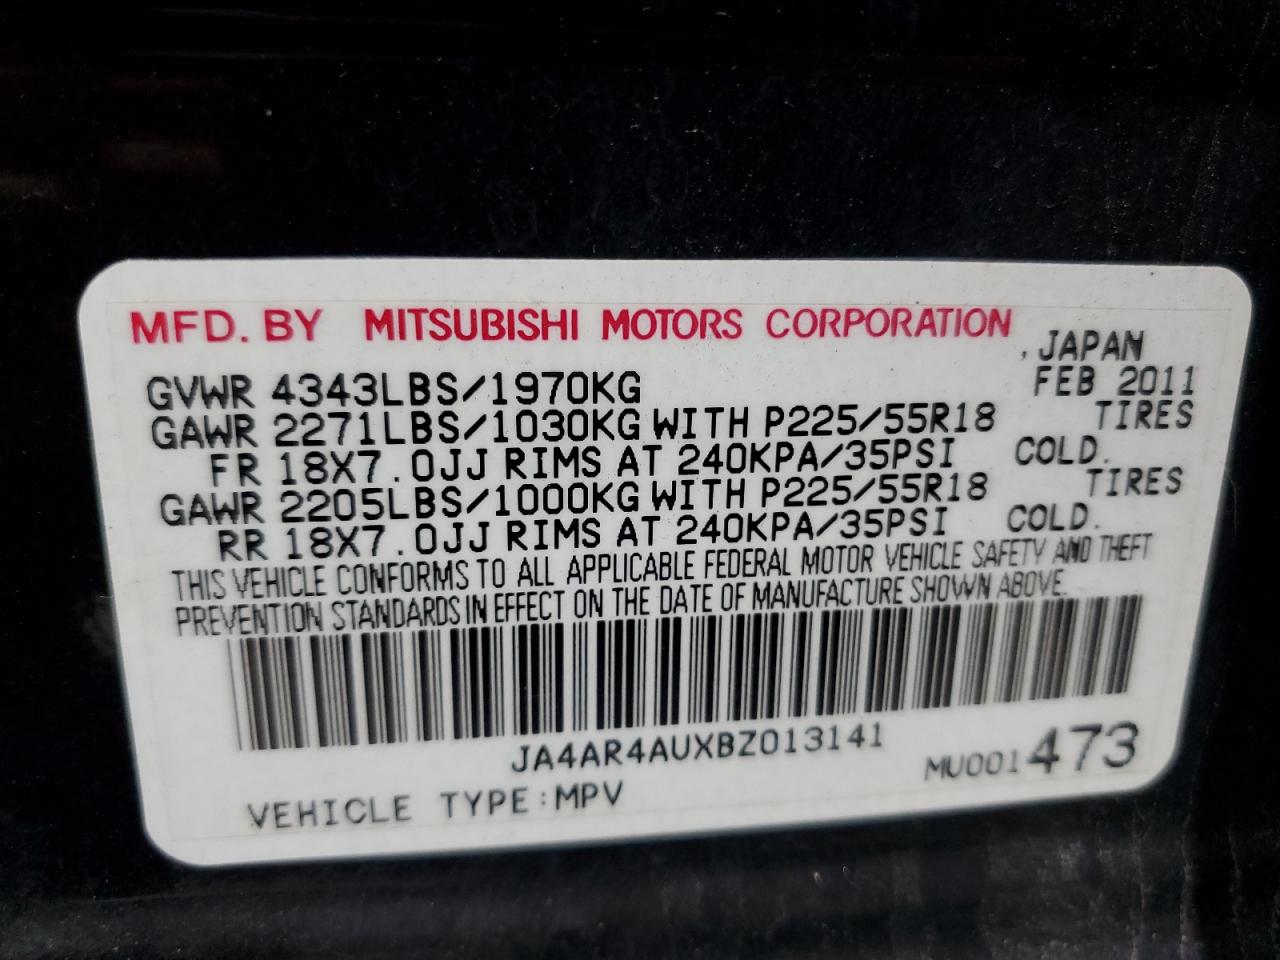 MFD. BY MITSUBISHI MOTORS CORPORATION , JAPAN
GVWR 4343LBS/1970KG FEB 2011
GAWR 2271LBS/1030KG WITH P225/55R18 TIRES
FR 18X7.0JJ RIMS AT 240KPA/35PSI COLD.
GAWR 2205LBS/1000KG WITH P225/55R18 TIRES
RR 18X7.0JJ RIMS AT 240KPA/35PSI COLD.
THIS VEHICLE CONFORMS TO ALL APPLICABLE FEDERAL MOTOR VEHICLE SAFETY AND THEFT
PREVENTION STANDARDS IN EFFECT ON THE DATE OF MANUFACTURE SHOWN ABOVE.
JA4AR4AUXBZ013141
MU001473
VEHICLE TYPE:MPV